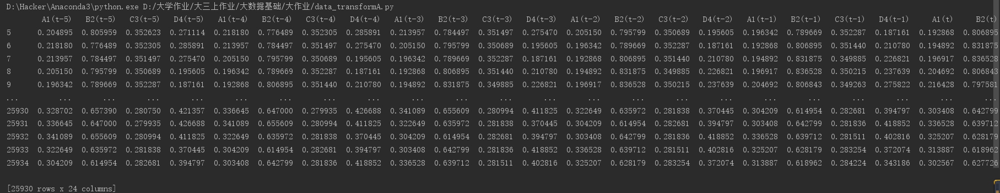 D:\Hacker\Anaconda3\python.exe D:/大学作业/大三上作业/大数据基础/大作业/data_transformA.py
A1(t-5) B2(t-5) C3(t-5) D4(t-5) A1(t-4) B2(t-4) C3(t-4) D4(t-4) A1(t-3) B2(t-3) C3(t-3) D4(t-3) A1(t-2) B2(t-2) C3(t-2) D4(t-2) A1(t-1) B2(t-1) C3(t-1) D4(t-1) A1(t) B2(t)
5 0.204895 0.805959 0.352623 0.271114 0.218180 0.776489 0.352305 0.285891 0.213957 0.784497 0.351497 0.275470 0.205150 0.795799 0.350689 0.195605 0.196342 0.789669 0.352287 0.187161 0.192868 0.806895
6 0.218180 0.776489 0.352305 0.285891 0.213957 0.784497 0.351497 0.275470 0.205150 0.795799 0.350689 0.195605 0.196342 0.789669 0.352287 0.187161 0.192868 0.806895 0.351440 0.210780 0.194892 0.831875
7 0.213957 0.784497 0.351497 0.275470 0.205150 0.795799 0.350689 0.195605 0.196342 0.789669 0.352287 0.187161 0.192868 0.806895 0.351440 0.210780 0.194892 0.831875 0.349885 0.226821 0.196917 0.836528
8 0.205150 0.795799 0.350689 0.195605 0.196342 0.789669 0.352287 0.187161 0.192868 0.806895 0.351440 0.210780 0.194892 0.831875 0.349885 0.226821 0.196917 0.836528 0.350215 0.237639 0.204692 0.806843
9 0.196342 0.789669 0.352287 0.187161 0.192868 0.806895 0.351440 0.210780 0.194892 0.831875 0.349885 0.226821 0.196917 0.836528 0.350215 0.237639 0.204692 0.806843 0.349263 0.275822 0.216428 0.797581
... ... ... ... ... ... ... ... ... ... ... ... ... ... ... ... ... ... ... ... ... ... ...
25930 0.328702 0.657390 0.280750 0.421357 0.336645 0.647000 0.279935 0.426688 0.341089 0.655609 0.280994 0.411825 0.322649 0.635972 0.281838 0.370445 0.304209 0.614954 0.282681 0.394797 0.303408 0.642799
25931 0.336645 0.647000 0.279935 0.426688 0.341089 0.655609 0.280994 0.411825 0.322649 0.635972 0.281838 0.370445 0.304209 0.614954 0.282681 0.394797 0.303408 0.642799 0.281836 0.418852 0.336528 0.639712
25932 0.341089 0.655609 0.280994 0.411825 0.322649 0.635972 0.281838 0.370445 0.304209 0.614954 0.282681 0.394797 0.303408 0.642799 0.281836 0.418852 0.336528 0.639712 0.281511 0.402816 0.325207 0.628179
25933 0.322649 0.635972 0.281838 0.370445 0.304209 0.614954 0.282681 0.394797 0.303408 0.642799 0.281836 0.418852 0.336528 0.639712 0.281511 0.402816 0.325207 0.628179 0.283254 0.372074 0.313887 0.618962
25934 0.304209 0.614954 0.282681 0.394797 0.303408 0.642799 0.281836 0.418852 0.336528 0.639712 0.281511 0.402816 0.325207 0.628179 0.283254 0.372074 0.313887 0.618962 0.284224 0.343186 0.302567 0.627726
[25930 rows x 24 columns]